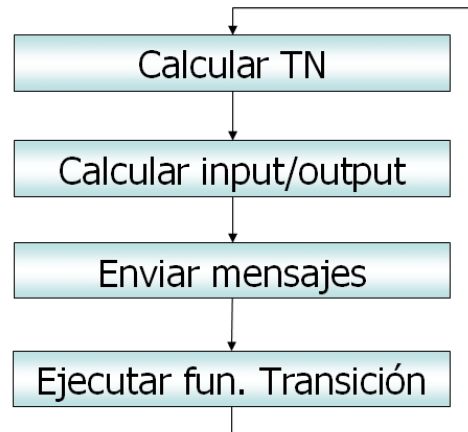 Calcular TN
Calcular input/output
Enviar mensajes
Ejecutar fun. Transición